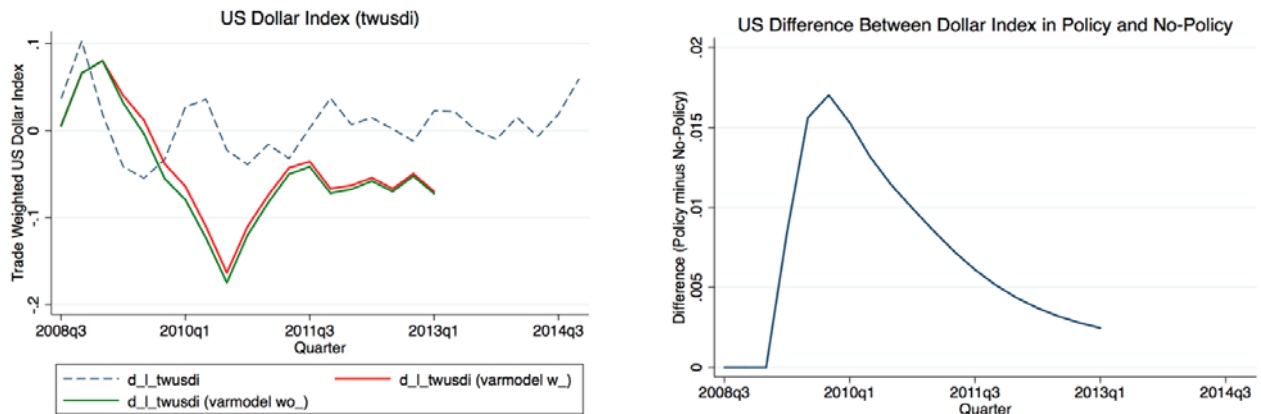 US Dollar Index (twusdi)
Trade Weighted US Dollar Index
.1
0
-.1
-.2
2008q3 2010q1 2011q3 2013q1 2014q3
Quarter
d_l_twusdi
d_l_twusdi (varmodel w_)
d_l_twusdi (varmodel wo_)
US Difference Between Dollar Index in Policy and No-Policy
Difference (Policy minus No-Policy)
.02
.015
.010
.005
0
2008q3 2010q1 2011q3 2013q1 2014q3
Quarter